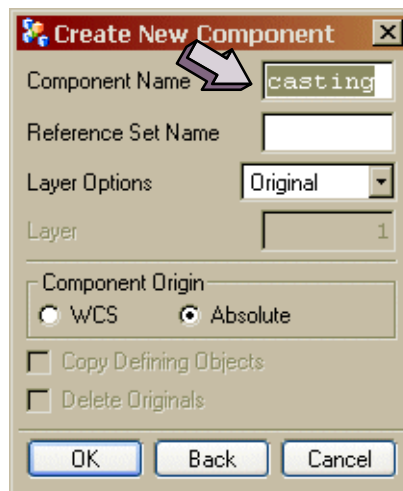 Create New Component
Component Name casting
Reference Set Name
Layer Options Original
Layer 1
Component Origin
WCS Absolute
Copy Defining Objects
Delete Originals
OK Back Cancel